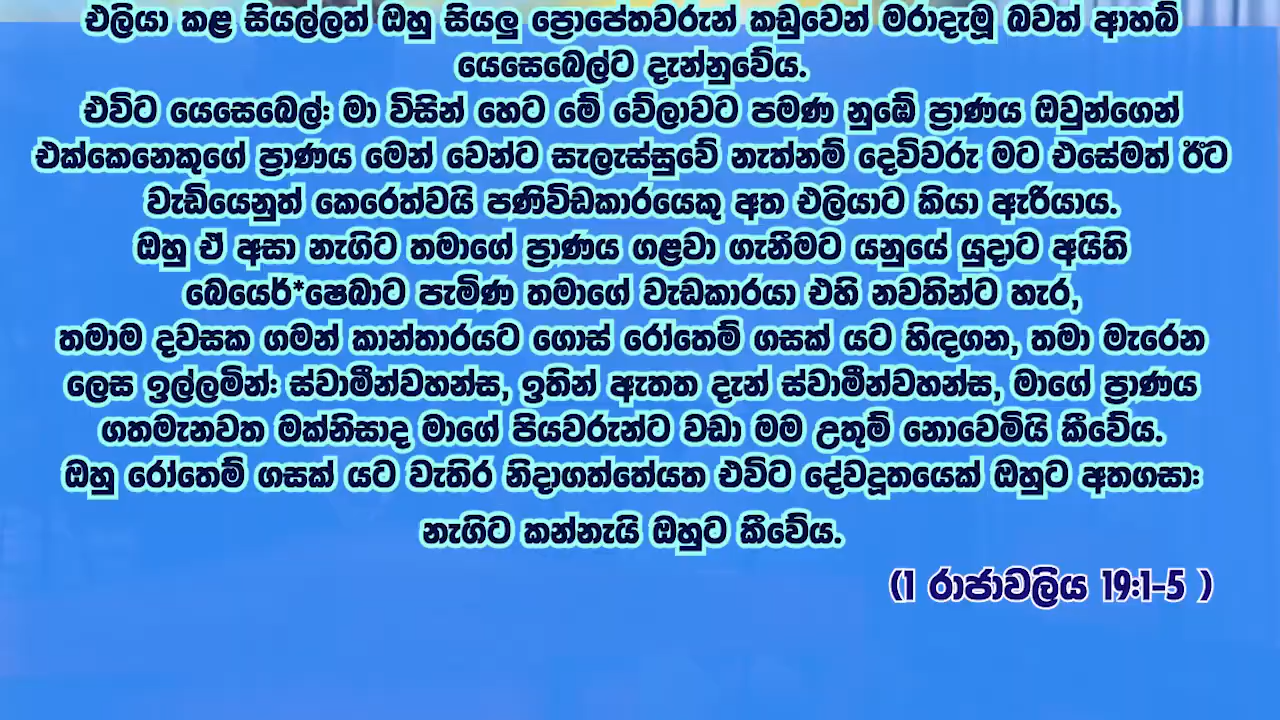 එලියා කළ සියල්ලත් ඔහු සියලු ප්‍රොපේතවරුන් කඩුවෙන් මරාදැමූ බවත් ආහබ්
යෙසෙබෙල්ට දැන්නුවේය.
එවිට යෙසෙබෙල්: මා විසින් හෙට මේ වේලාවට පමණ නුඹේ ප්‍රාණය ඔවුන්ගෙන්
එක්කෙනෙකුගේ ප්‍රාණය මෙන් වෙන්ට සැලැස්සුවේ නැත්නම් දෙවිවරු මට එසේමත් ඊට
වැඩියෙනුත් කෙරෙත්වයි පණිවිඩකාරයෙකු අත එලියාට කියා ඇරියාය.
ඔහු ඒ අසා නැගිට තමාගේ ප්‍රාණය ගළවා ගැනීමට යනුයේ යුදාට අයිති
බෙයෙර්*ෂෙබාට පැමිණ තමාගේ වැඩකාරයා එහි නවතින්ට හැර,
තමාම දවසක ගමන් කාන්තාරයට ගොස් රෝතෙම් ගසක් යට හිඳගන, තමා මැරෙන
ලෙස ඉල්ලමින්: ස්වාමීන්වහන්ස, ඉතින් ඇතත දැන් ස්වාමීන්වහන්ස, මාගේ ප්‍රාණය
ගතමැනවත මක්නිසාද මාගේ පියවරුන්ට වඩා මම උතුම් නොවෙමියි කීවේය.
ඔහු රෝතෙම් ගසක් යට වැතිර නිදාගත්තේයත එවිට දේවදූතයෙක් ඔහුට අතගසා:
නැගිට කන්නැයි ඔහුට කීවේය.
(1 රාජාවලිය 19:1-5 )